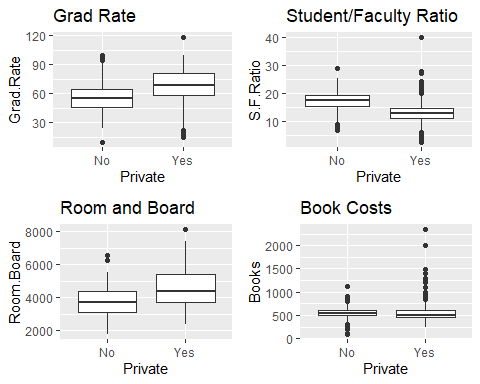 Grad Rate
120
90
60
30
Grad.Rate
No Yes
Private
Student/Faculty Ratio
40
30
20
10
S.F.Ratio
No Yes
Private
Room and Board
8000
6000
4000
2000
Room.Board
No Yes
Private
Book Costs
2000
1500
1000
500
0
Books
No Yes
Private